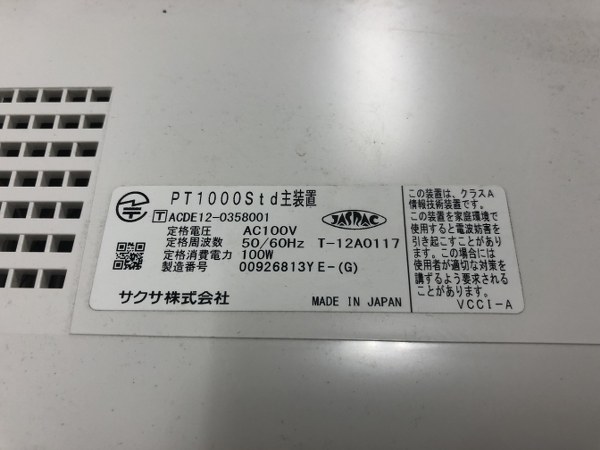 PT1000Std主装置
T ACDE12-0358001
JASRAC
定格電圧 AC100V
定格周波数 50/60Hz T-12A0117
定格消費電力 100W
製造番号 00926813YE-(G)
サクサ株式会社 MADE IN JAPAN
この装置は、クラスA
情報技術装置です。
この装置を家庭環境で
使用すると電波妨害を
引き起こすことがあり
ます。この場合には
使用者が適切な対策を
講ずるよう要求される
ことがあります。
VCCI-A